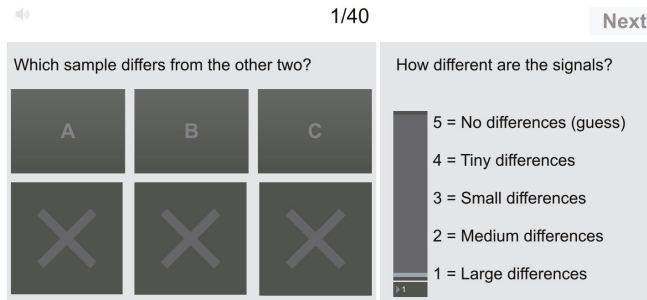 1/40
Next
Which sample differs from the other two?
A
B
C
How different are the signals?
5 = No differences (guess)
4 = Tiny differences
3 = Small differences
2 = Medium differences
1 = Large differences
1